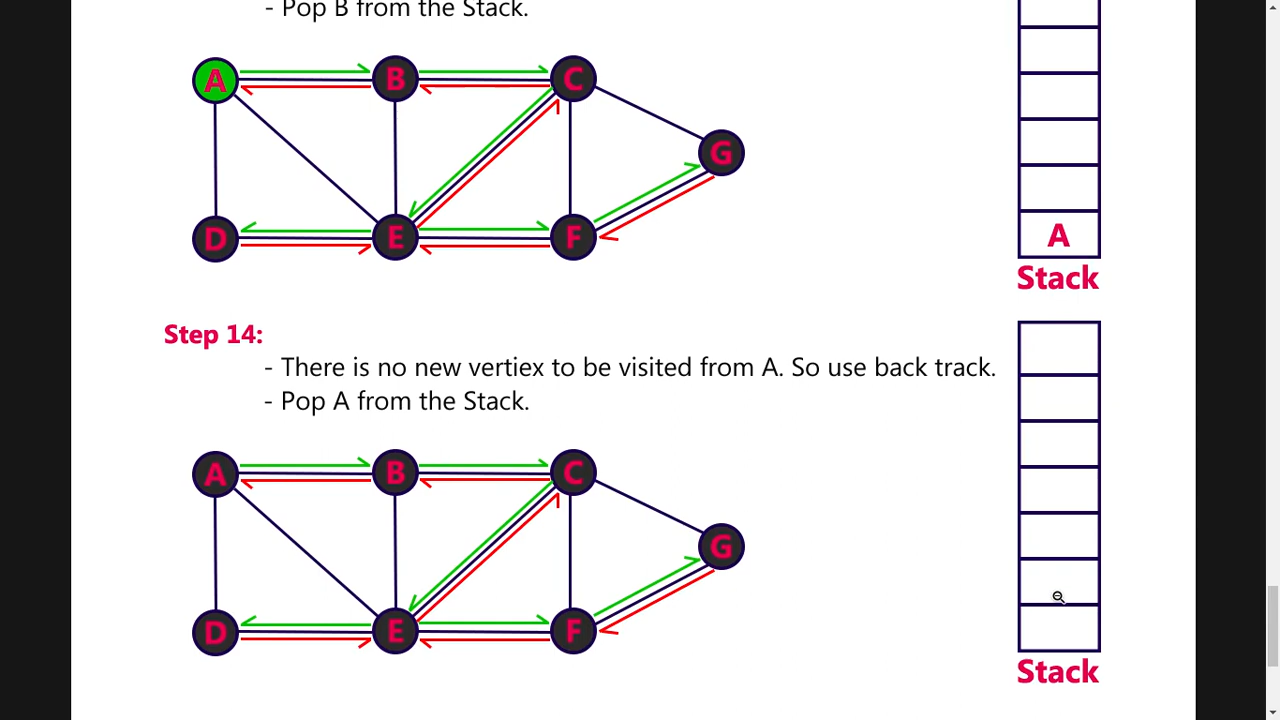 - Pop B from the Stack.
A B C
G
D E F
A
Stack
Step 14:
- There is no new vertiex to be visited from A. So use back track.
- Pop A from the Stack.
A B C
G
D E F
Stack